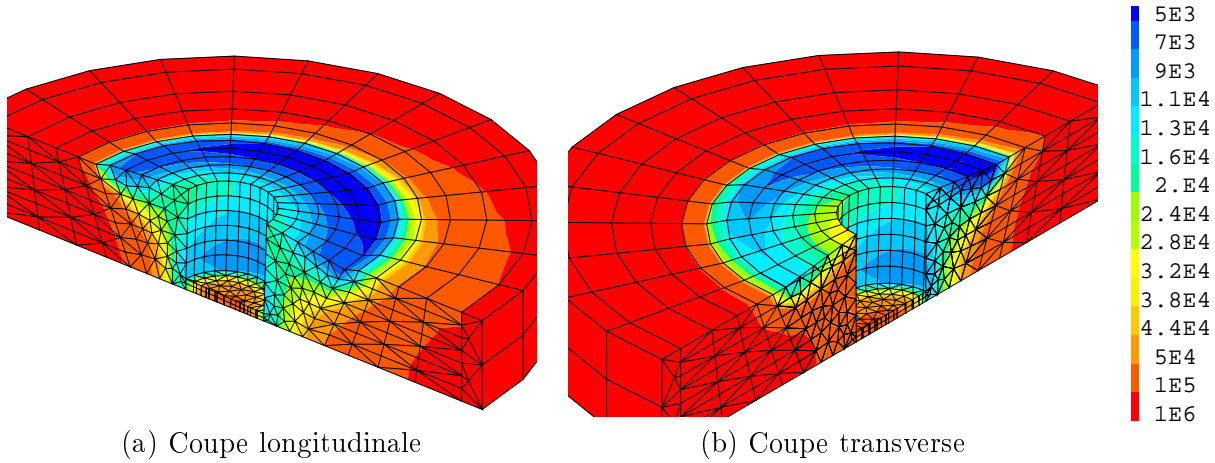 5E3
7E3
9E3
1.1E4
1.3E4
1.6E4
2.E4
2.4E4
2.8E4
3.2E4
3.8E4
4.4E4
5E4
1E5
1E6
(a) Coupe longitudinale
(b) Coupe transverse